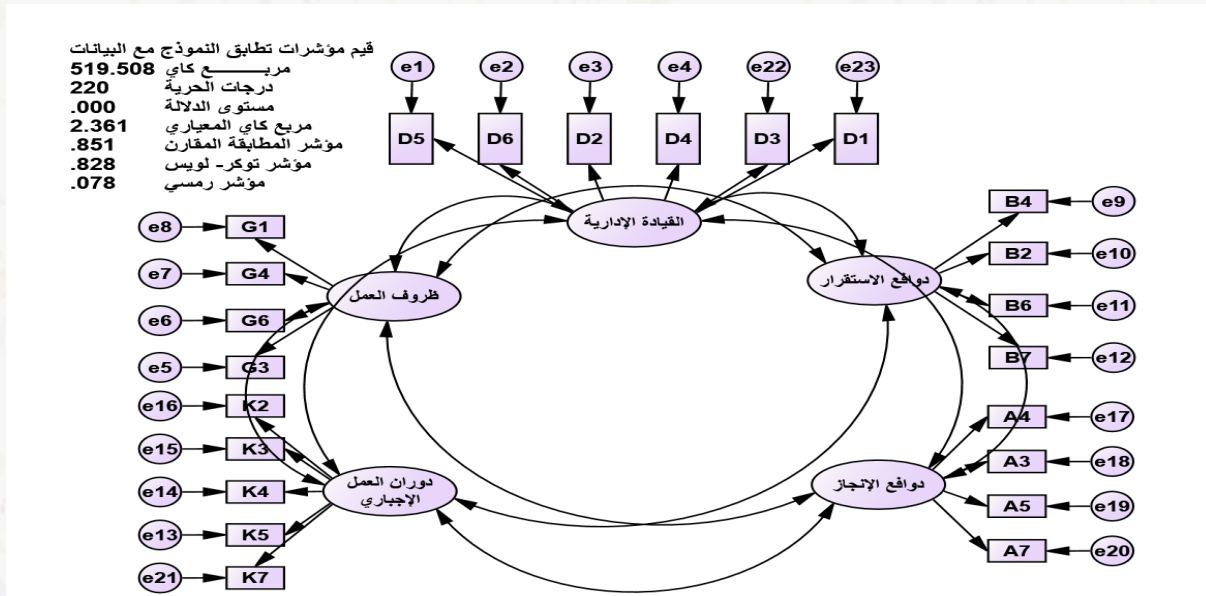 قيم مؤشرات تطابق النموذج مع البيانات
مربـــــــع كاي 519.508
درجات الحرية 220
مستوى الدلالة .000
مربع كاي المعياري 2.361
مؤشر المطابقة المقارن .851
مؤشر توكر- لويس .828
مؤشر رمسي .078
e1 e2 e3 e4 e22 e23
D5 D6 D2 D4 D3 D1
القيادة الإدارية
e8 G1
e7 G4
e6 G6
e5 G3
ظروف العمل
B4 e9
B2 e10
B6 e11
B7 e12
دوافع الاستقرار
e16 K2
e15 K3
e14 K4
e13 K5
e21 K7
دوران العمل
الإجباري
A4 e17
A3 e18
A5 e19
A7 e20
دوافع الإنجاز